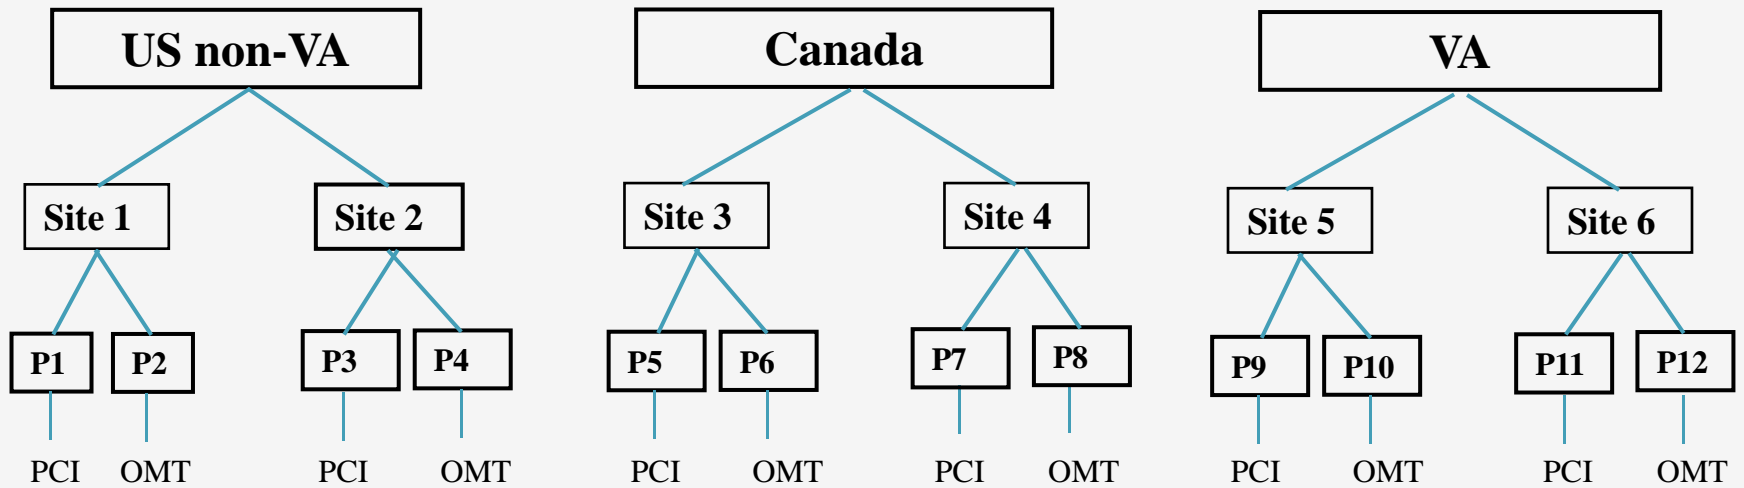 US non-VA
Canada
VA
Site 1
Site 2
Site 3
Site 4
Site 5
Site 6
P1
P2
P3
P4
P5
P6
P7
P8
P9
P10
P11
P12
PCI
OMT
PCI
OMT
PCI
OMT
PCI
OMT
PCI
OMT
PCI
OMT